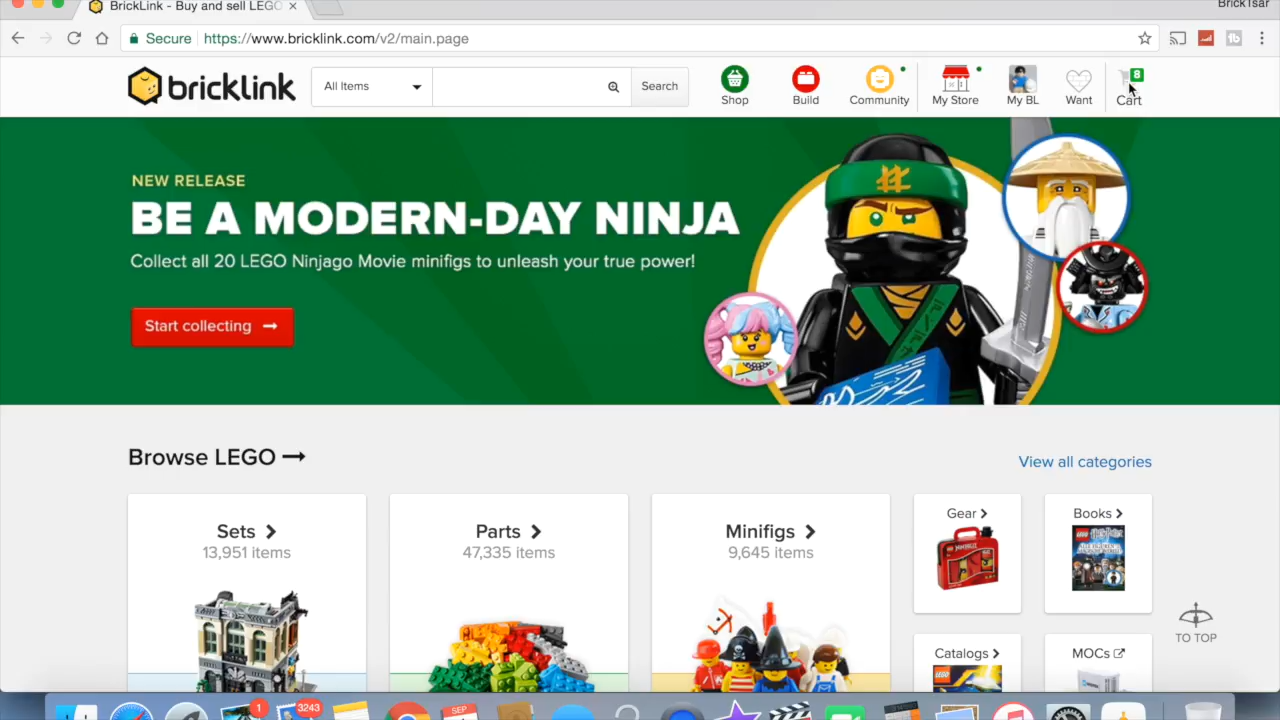 BrickLink - Buy and sell LEGO
BrickTsar
Secure https://www.bricklink.com/v2/main.page
bricklink
All Items
Search
Shop
Build
Community
My Store
My BL
Want
8
Cart
NEW RELEASE
BE A MODERN-DAY NINJA
Collect all 20 LEGO Ninjago Movie minifigs to unleash your true power!
Start collecting
Browse LEGO
View all categories
Sets
13,951 items
Parts
47,335 items
Minifigs
9,645 items
Gear
Books
Catalogs
MOCs
TO TOP
1
3243
SEP